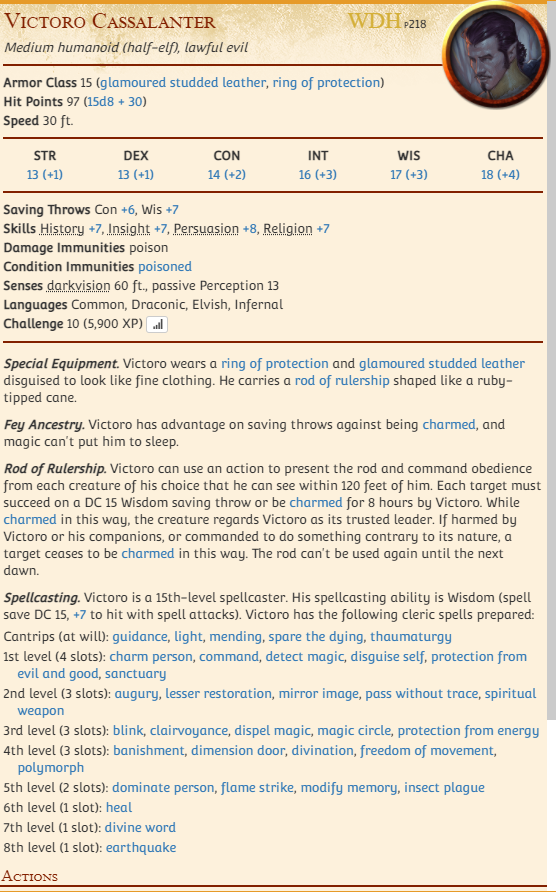 Victoro Cassalanter WDH p218
Medium humanoid (half-elf), lawful evil
Armor Class 15 (glamoured studded leather, ring of protection)
Hit Points 97 (15d8 + 30)
Speed 30 ft.
STR DEX CON INT WIS CHA
13 (+1) 13 (+1) 14 (+2) 16 (+3) 17 (+3) 18 (+4)
Saving Throws Con +6, Wis +7
Skills History +7, Insight +7, Persuasion +8, Religion +7
Damage Immunities poison
Condition Immunities poisoned
Senses darkvision 60 ft., passive Perception 13
Languages Common, Draconic, Elvish, Infernal
Challenge 10 (5,900 XP)
Special Equipment. Victoro wears a ring of protection and glamoured studded leather
disguised to look like fine clothing. He carries a rod of rulership shaped like a ruby-
tipped cane.
Fey Ancestry. Victoro has advantage on saving throws against being charmed, and
magic can't put him to sleep.
Rod of Rulership. Victoro can use an action to present the rod and command obedience
from each creature of his choice that he can see within 120 feet of him. Each target must
succeed on a DC 15 Wisdom saving throw or be charmed for 8 hours by Victoro. While
charmed in this way, the creature regards Victoro as its trusted leader. If harmed by
Victoro or his companions, or commanded to do something contrary to its nature, a
target ceases to be charmed in this way. The rod can't be used again until the next
dawn.
Spellcasting. Victoro is a 15th-level spellcaster. His spellcasting ability is Wisdom (spell
save DC 15, +7 to hit with spell attacks). Victoro has the following cleric spells prepared:
Cantrips (at will): guidance, light, mending, spare the dying, thaumaturgy
1st level (4 slots): charm person, command, detect magic, disguise self, protection from
evil and good, sanctuary
2nd level (3 slots): augury, lesser restoration, mirror image, pass without trace, spiritual
weapon
3rd level (3 slots): blink, clairvoyance, dispel magic, magic circle, protection from energy
4th level (3 slots): banishment, dimension door, divination, freedom of movement,
polymorph
5th level (2 slots): dominate person, flame strike, modify memory, insect plague
6th level (1 slot): heal
7th level (1 slot): divine word
8th level (1 slot): earthquake
Actions